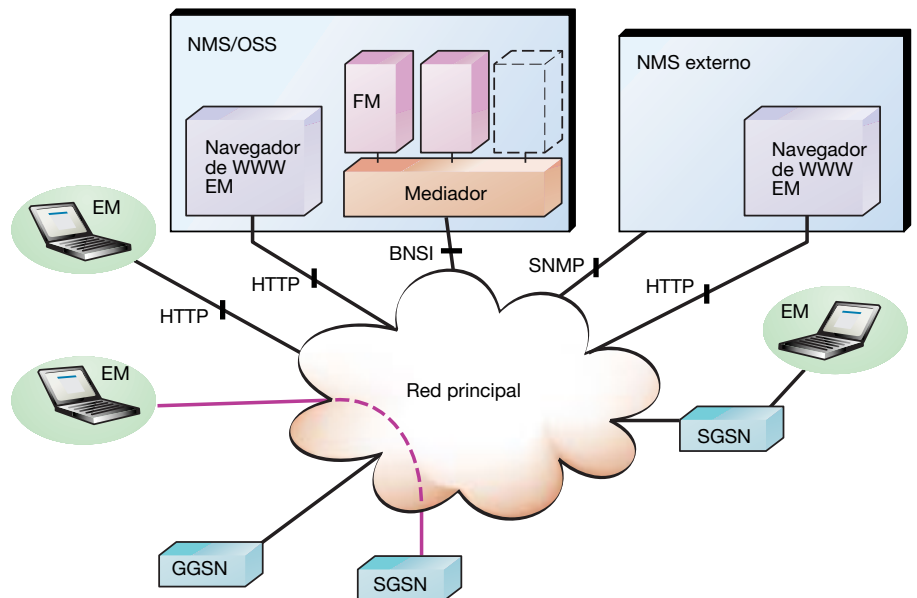 NMS/OSS
FM
Navegador
de WWW
EM
Mediador
NMS externo
Navegador
de WWW
EM
EM
HTTP
HTTP
BNSI
SNMP
HTTP
EM
EM
Red principal
SGSN
GGSN
SGSN